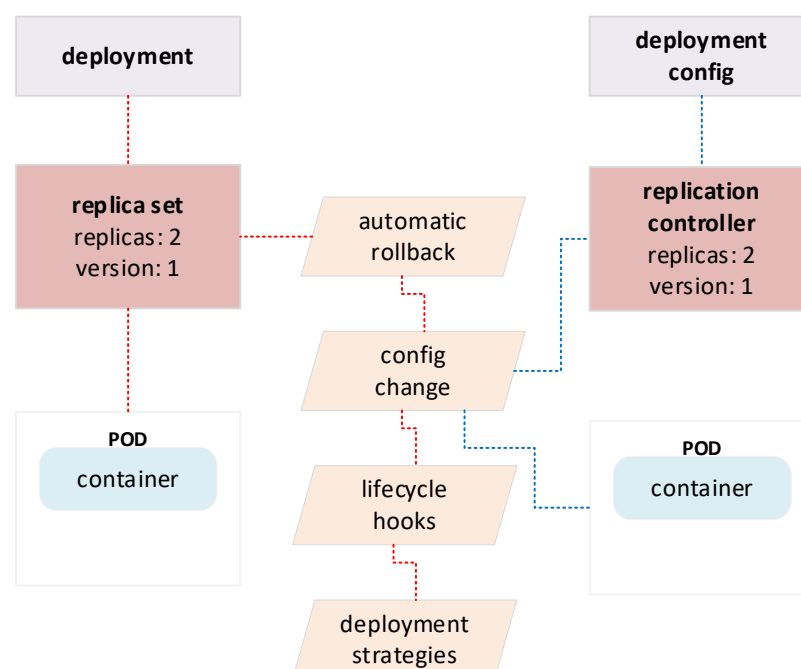 deployment
deployment
config
replica set
replicas: 2
version: 1
automatic
rollback
replication
controller
replicas: 2
version: 1
config
change
POD
container
lifecycle
hooks
POD
container
deployment
strategies